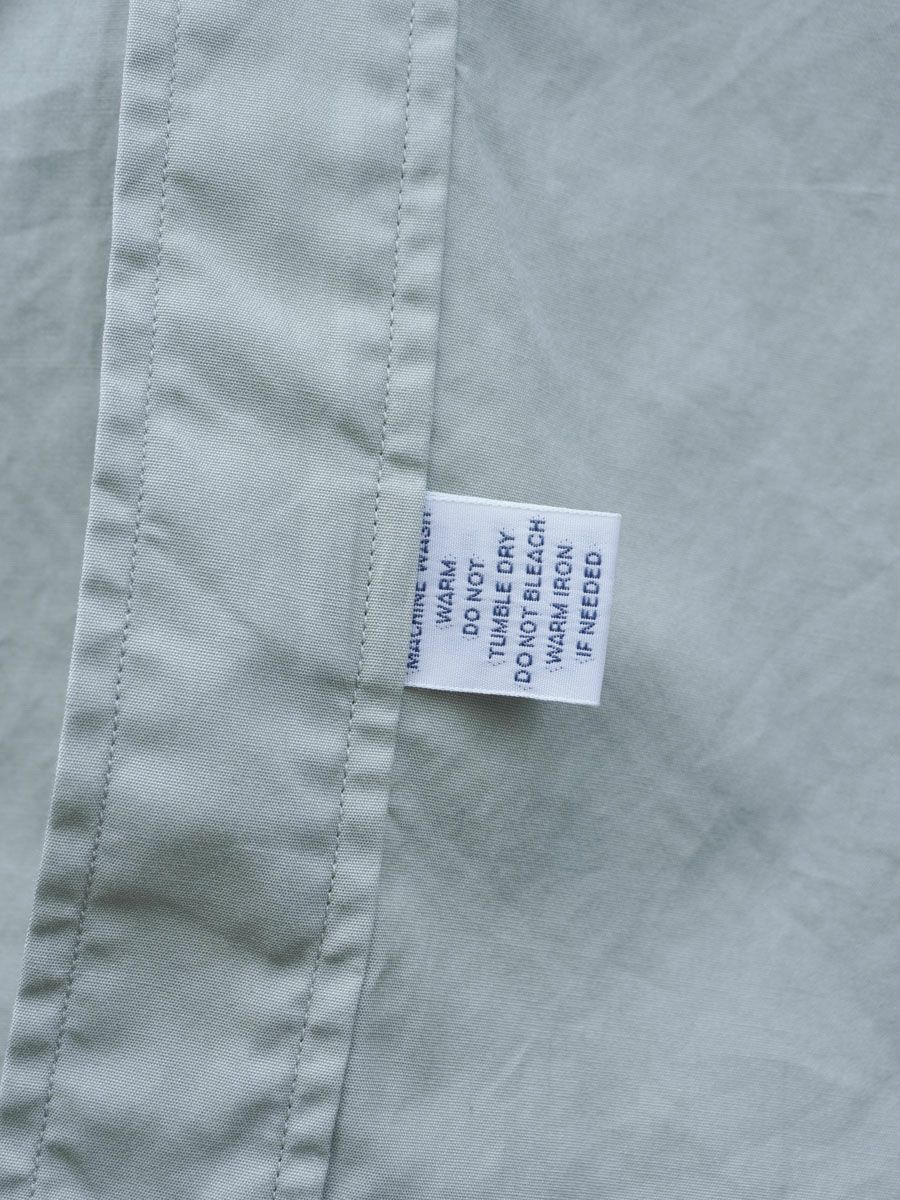 MACHINE WASH
WARM
DO NOT
TUMBLE DRY
DO NOT BLEACH
WARM IRON
IF NEEDED